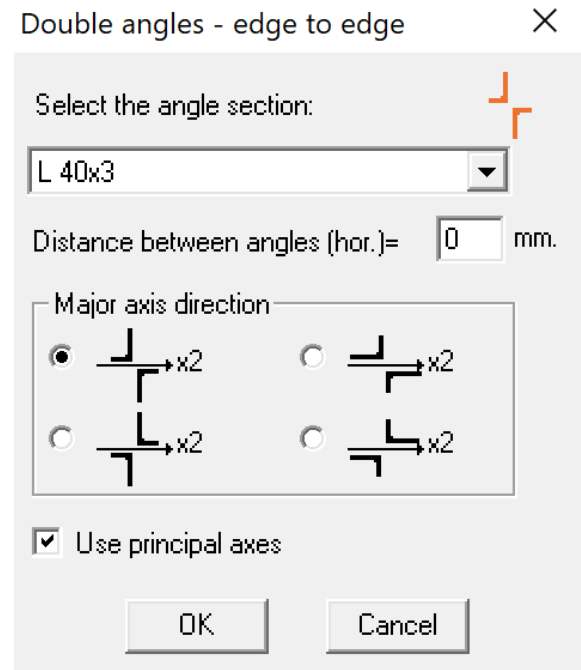 Double angles - edge to edge
Select the angle section:
L 40x3
Distance between angles (hor.)= 0 mm.
Major axis direction
x2 x2
x2 x2
Use principal axes
OK Cancel